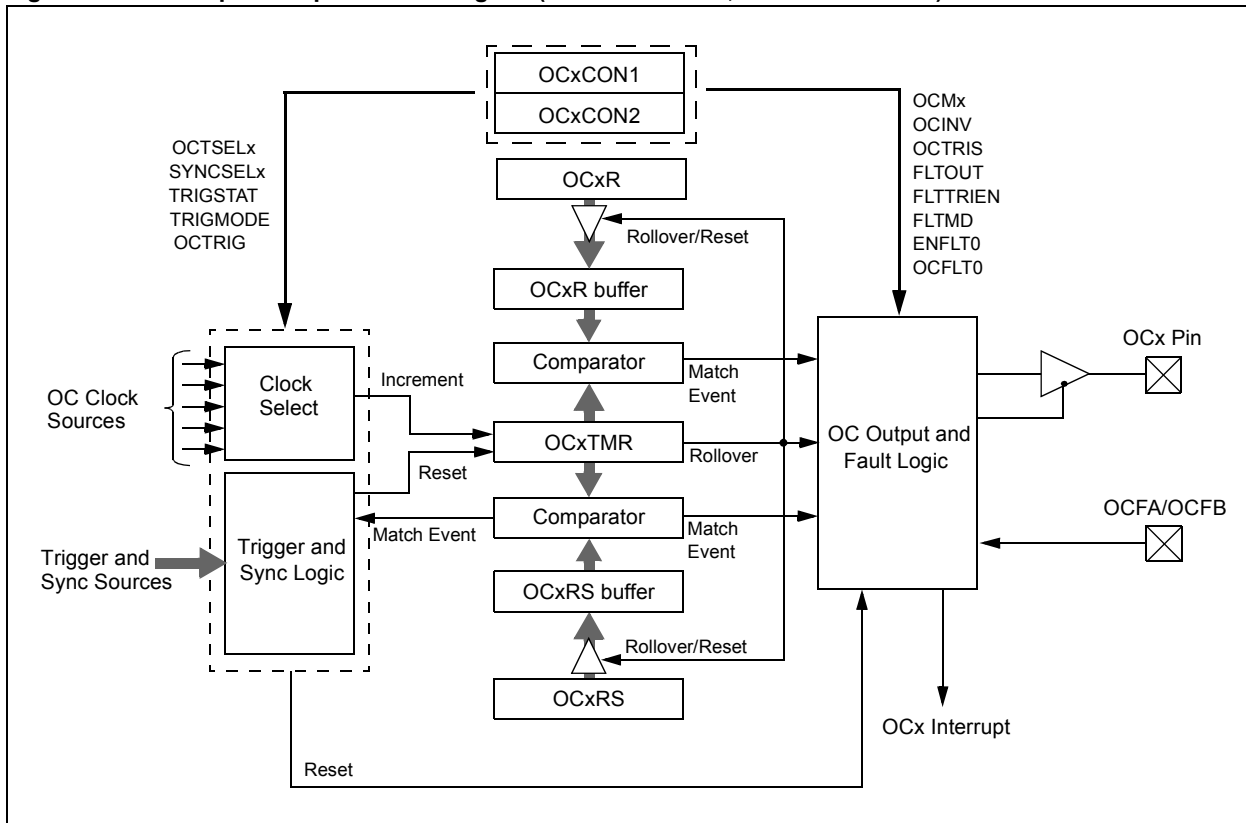 OCxCON1
OCxCON2
OCTSELx
SYNCSELx
TRIGSTAT
TRIGMODE
OCTRIG
OCMx
OCINV
OCTRIS
FLTOUT
FLTTRIEN
FLTMD
ENFLT0
OCFLT0
OCxR
Rollover/Reset
OCxR buffer
OC Clock
Sources
Clock
Select
Increment
Comparator
Match
Event
OCx Pin
Reset
OCxTMR
Rollover
OC Output and
Fault Logic
Trigger and
Sync Sources
Trigger and
Sync Logic
Match Event
Comparator
Match
Event
OCFA/OCFB
OCxRS buffer
Rollover/Reset
OCxRS
OCx Interrupt
Reset